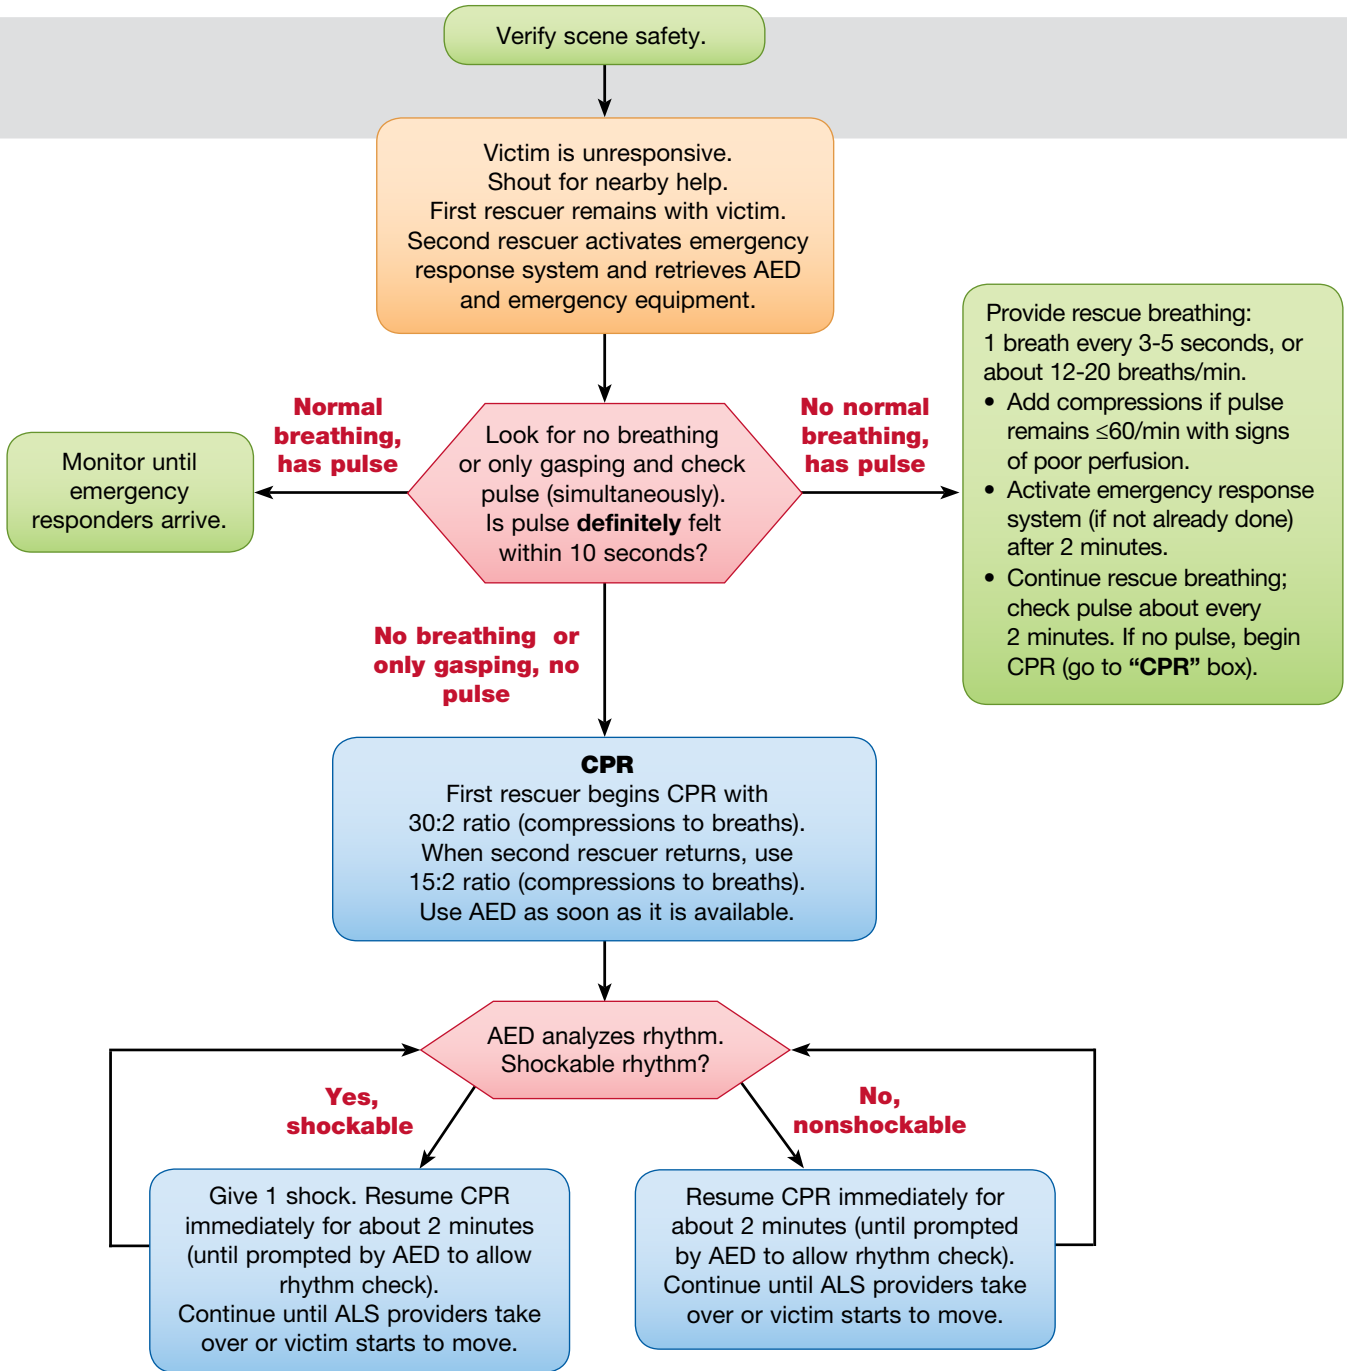 Verify scene safety.
Victim is unresponsive.
Shout for nearby help.
First rescuer remains with victim.
Second rescuer activates emergency
response system and retrieves AED
and emergency equipment.
Normal
breathing,
has pulse
Monitor until
emergency
responders arrive.
Look for no breathing
or only gasping and check
pulse (simultaneously).
Is pulse definitely felt
within 10 seconds?
No normal
breathing,
has pulse
Provide rescue breathing:
1 breath every 3-5 seconds, or
about 12-20 breaths/min.
• Add compressions if pulse
remains ≤60/min with signs
of poor perfusion.
• Activate emergency response
system (if not already done)
after 2 minutes.
• Continue rescue breathing;
check pulse about every
2 minutes. If no pulse, begin
CPR (go to “CPR” box).
No breathing or
only gasping, no
pulse
CPR
First rescuer begins CPR with
30:2 ratio (compressions to breaths).
When second rescuer returns, use
15:2 ratio (compressions to breaths).
Use AED as soon as it is available.
AED analyzes rhythm.
Shockable rhythm?
Yes,
shockable
No,
nonshockable
Give 1 shock. Resume CPR
immediately for about 2 minutes
(until prompted by AED to allow
rhythm check).
Continue until ALS providers take
over or victim starts to move.
Resume CPR immediately for
about 2 minutes (until prompted
by AED to allow rhythm check).
Continue until ALS providers take
over or victim starts to move.